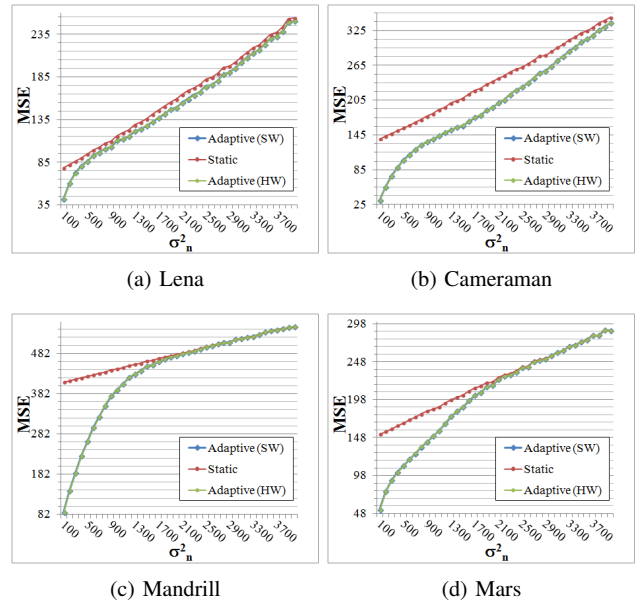 MSE
235
185
135
85
35
Adaptive (SW)
Static
Adaptive (HW)
100
500
900
1300
1700
2100
2500
2900
3300
3700
σ²ₙ
(a) Lena
MSE
325
265
205
145
85
25
Adaptive (SW)
Static
Adaptive (HW)
100
500
900
1300
1700
2100
2500
2900
3300
3700
σ²ₙ
(b) Cameraman
MSE
482
382
282
182
82
Adaptive (SW)
Static
Adaptive (HW)
100
500
900
1300
1700
2100
2500
2900
3300
3700
σ²ₙ
(c) Mandrill
MSE
298
248
198
148
98
48
Adaptive (SW)
Static
Adaptive (HW)
100
500
900
1300
1700
2100
2500
2900
3300
3700
σ²ₙ
(d) Mars